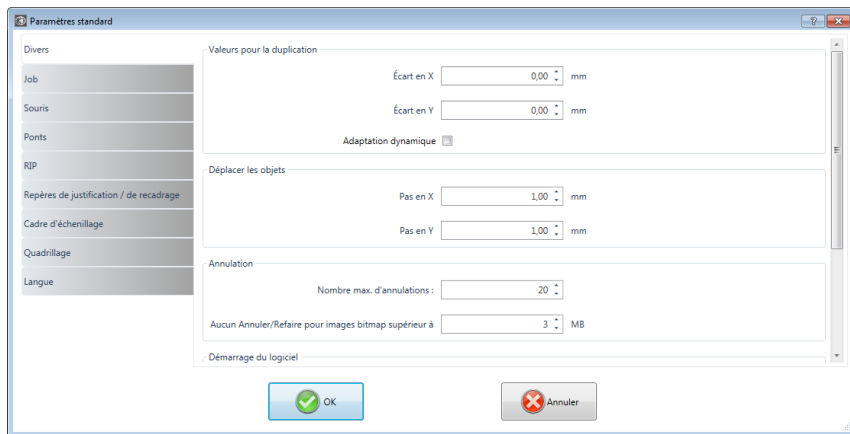 Paramètres standard
Divers
Job
Souris
Ponts
RIP
Repères de justification / de recadrage
Cadre d'échenillage
Quadrillage
Langue
Valeurs pour la duplication
Écart en X 0,00 mm
Écart en Y 0,00 mm
Adaptation dynamique
Déplacer les objets
Pas en X 1,00 mm
Pas en Y 1,00 mm
Annulation
Nombre max. d'annulations : 20
Aucun Annuler/Refaire pour images bitmap supérieur à 3 MB
Démarrage du logiciel
OK
Annuler